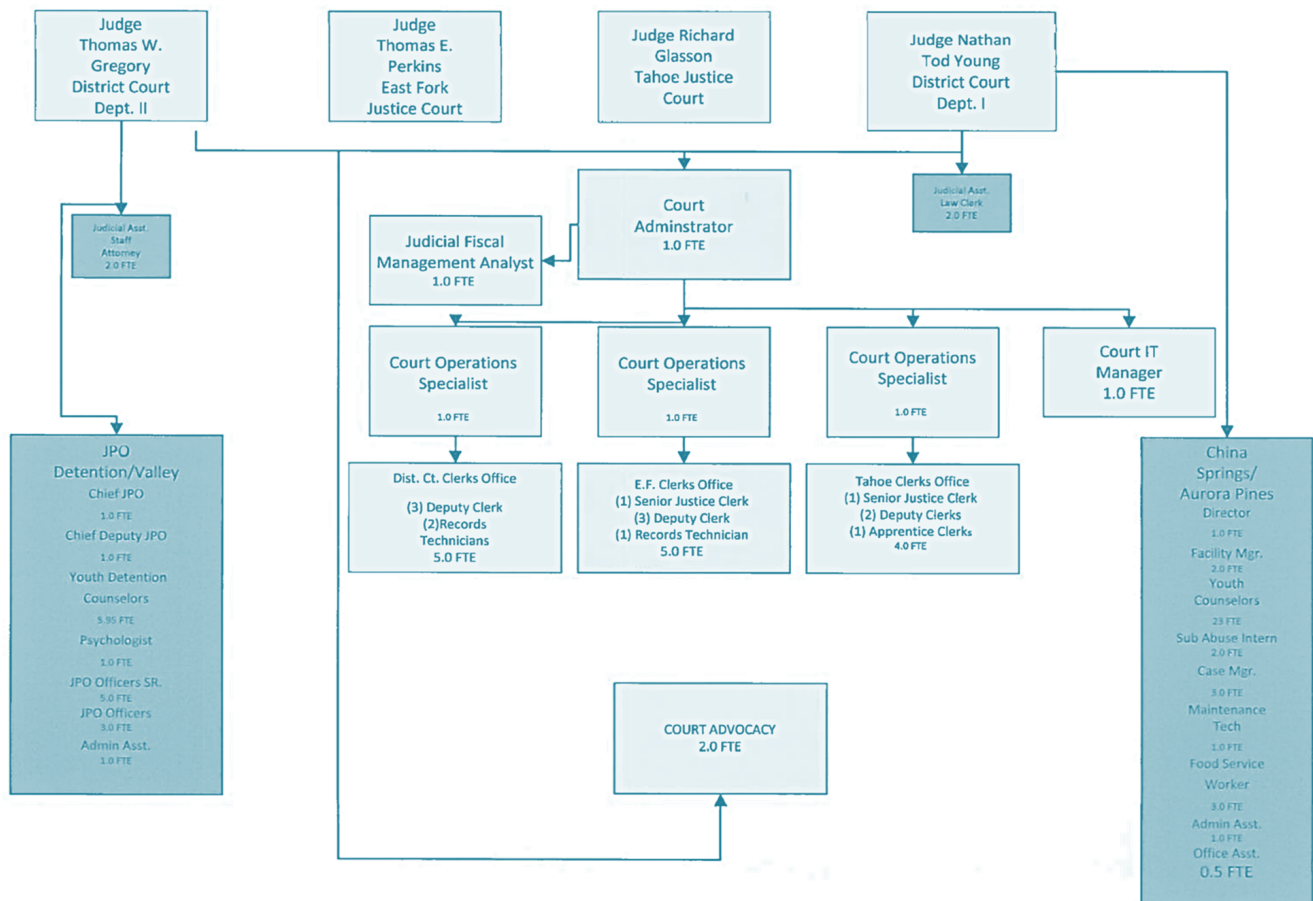 Judge
Thomas W.
Gregory
District Court
Dept. II
Judge
Thomas E.
Perkins
East Fork
Justice Court
Judge Richard
Glasson
Tahoe Justice
Court
Judge Nathan
Tod Young
District Court
Dept. I
Judicial Asst.
Staff
Attorney
2.0 FTE
Judicial Fiscal
Management Analyst
1.0 FTE
Court
Adminstrator
1.0 FTE
Judicial Asst.
Law Clerk
2.0 FTE
Court Operations
Specialist
1.0 FTE
Court Operations
Specialist
1.0 FTE
Court Operations
Specialist
1.0 FTE
Court IT
Manager
1.0 FTE
Dist. Ct. Clerks Office
(3) Deputy Clerk
(2)Records
Technicians
5.0 FTE
E.F. Clerks Office
(1) Senior Justice Clerk
(3) Deputy Clerk
(1) Records Technician
5.0 FTE
Tahoe Clerks Office
(1) Senior Justice Clerk
(2) Deputy Clerks
(1) Apprentice Clerks
4.0 FTE
JPO
Detention/Valley
Chief JPO
1.0 FTE
Chief Deputy JPO
1.0 FTE
Youth Detention
Counselors
5.95 FTE
Psychologist
1.0 FTE
JPO Officers SR.
5.0 FTE
JPO Officers
3.0 FTE
Admin Asst.
1.0 FTE
China
Springs/
Aurora Pines
Director
1.0 FTE
Facility Mgr.
2.0 FTE
Youth
Counselors
23 FTE
Sub Abuse Intern
2.0 FTE
Case Mgr.
3.0 FTE
Maintenance
Tech
1.0 FTE
Food Service
Worker
3.0 FTE
Admin Asst.
1.0 FTE
Office Asst.
0.5 FTE
COURT ADVOCACY
2.0 FTE